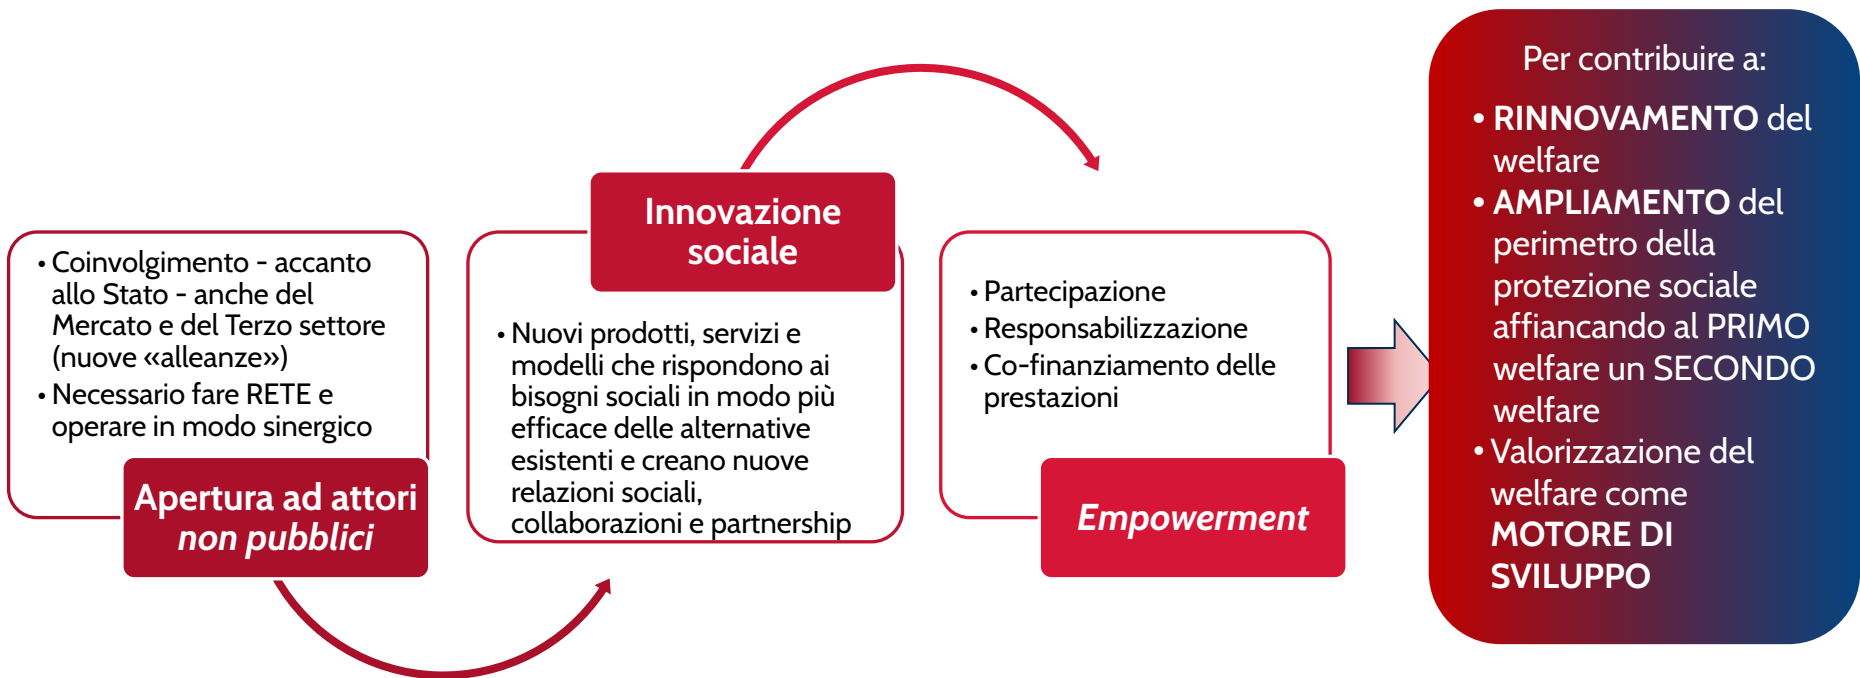 • Coinvolgimento - accanto
allo Stato - anche del
Mercato e del Terzo settore
(nuove «alleanze»)
• Necessario fare RETE e
operare in modo sinergico
Apertura ad attori
non pubblici
Innovazione
sociale
• Nuovi prodotti, servizi e
modelli che rispondono ai
bisogni sociali in modo più
efficace delle alternative
esistenti e creano nuove
relazioni sociali,
collaborazioni e partnership
• Partecipazione
• Responsabilizzazione
• Co-finanziamento delle
prestazioni
Empowerment
Per contribuire a:
• RINNOVAMENTO del
welfare
• AMPLIAMENTO del
perimetro della
protezione sociale
affiancando al PRIMO
welfare un SECONDO
welfare
• Valorizzazione del
welfare come
MOTORE DI
SVILUPPO